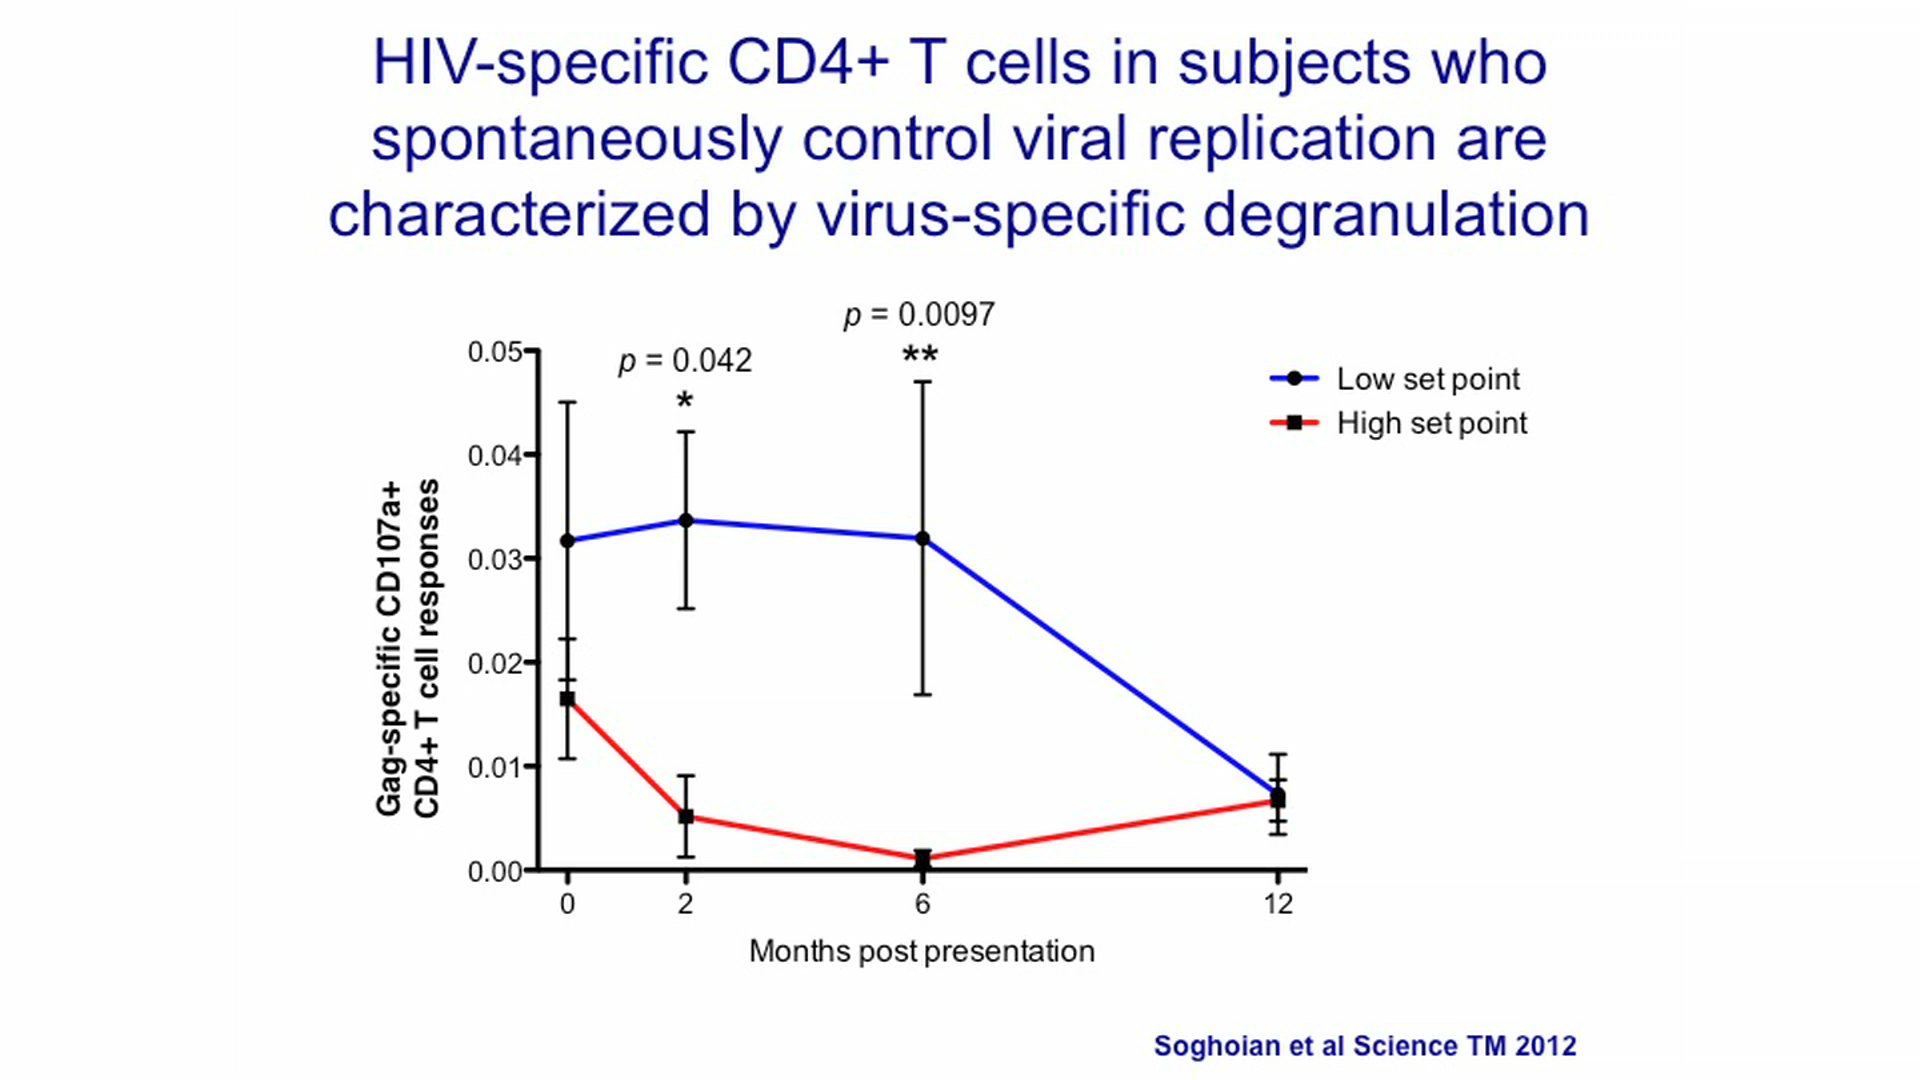 HIV-specific CD4+ T cells in subjects who
spontaneously control viral replication are
characterized by virus-specific degranulation
p = 0.0097
**
p = 0.042
*
0.05
0.04
0.03
0.02
0.01
0.00
Gag-specific CD107a+
CD4+ T cell responses
Low set point
High set point
0 2 6 12
Months post presentation
Soghoian et al Science TM 2012